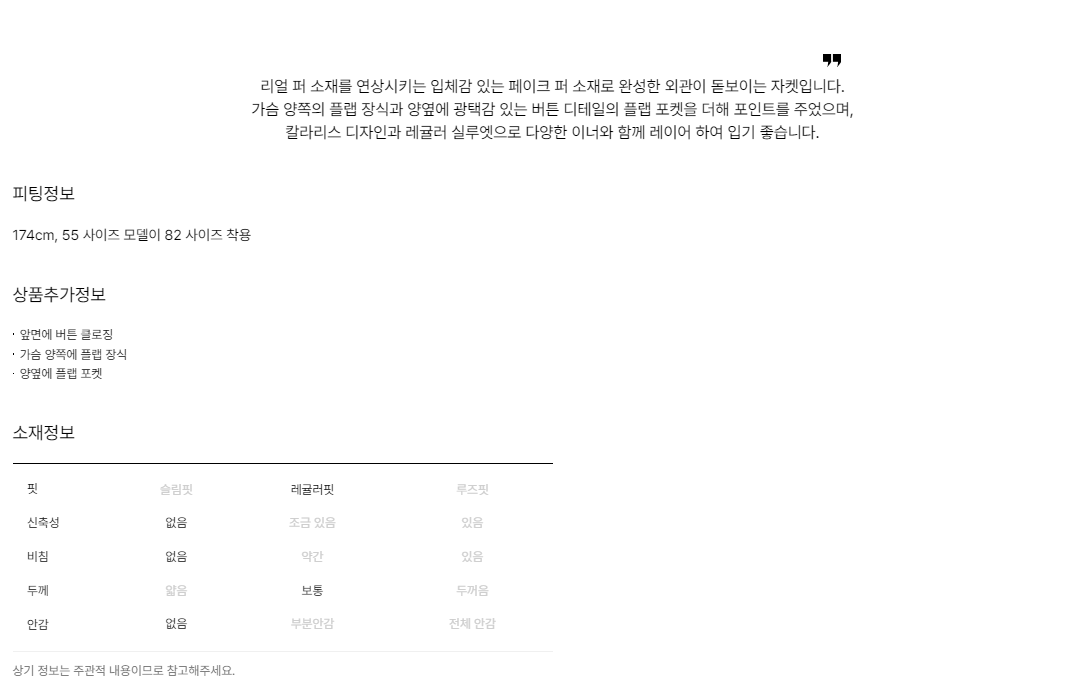 ❞
리얼 퍼 소재를 연상시키는 입체감 있는 페이크 퍼 소재로 완성한 외관이 돋보이는 자켓입니다.
가슴 양쪽의 플랩 장식과 양옆에 광택감 있는 버튼 디테일의 플랩 포켓을 더해 포인트를 주었으며,
칼라리스 디자인과 레귤러 실루엣으로 다양한 이너와 함께 레이어 하여 입기 좋습니다.
피팅정보
174cm, 55 사이즈 모델이 82 사이즈 착용
상품추가정보
· 앞면에 버튼 클로징
· 가슴 양쪽에 플랩 장식
· 양옆에 플랩 포켓
소재정보
핏 슬림핏 레귤러핏 루즈핏
신축성 없음 조금 있음 있음
비침 없음 약간 있음
두께 얇음 보통 두꺼움
안감 없음 부분안감 전체 안감
상기 정보는 주관적 내용이므로 참고해주세요.